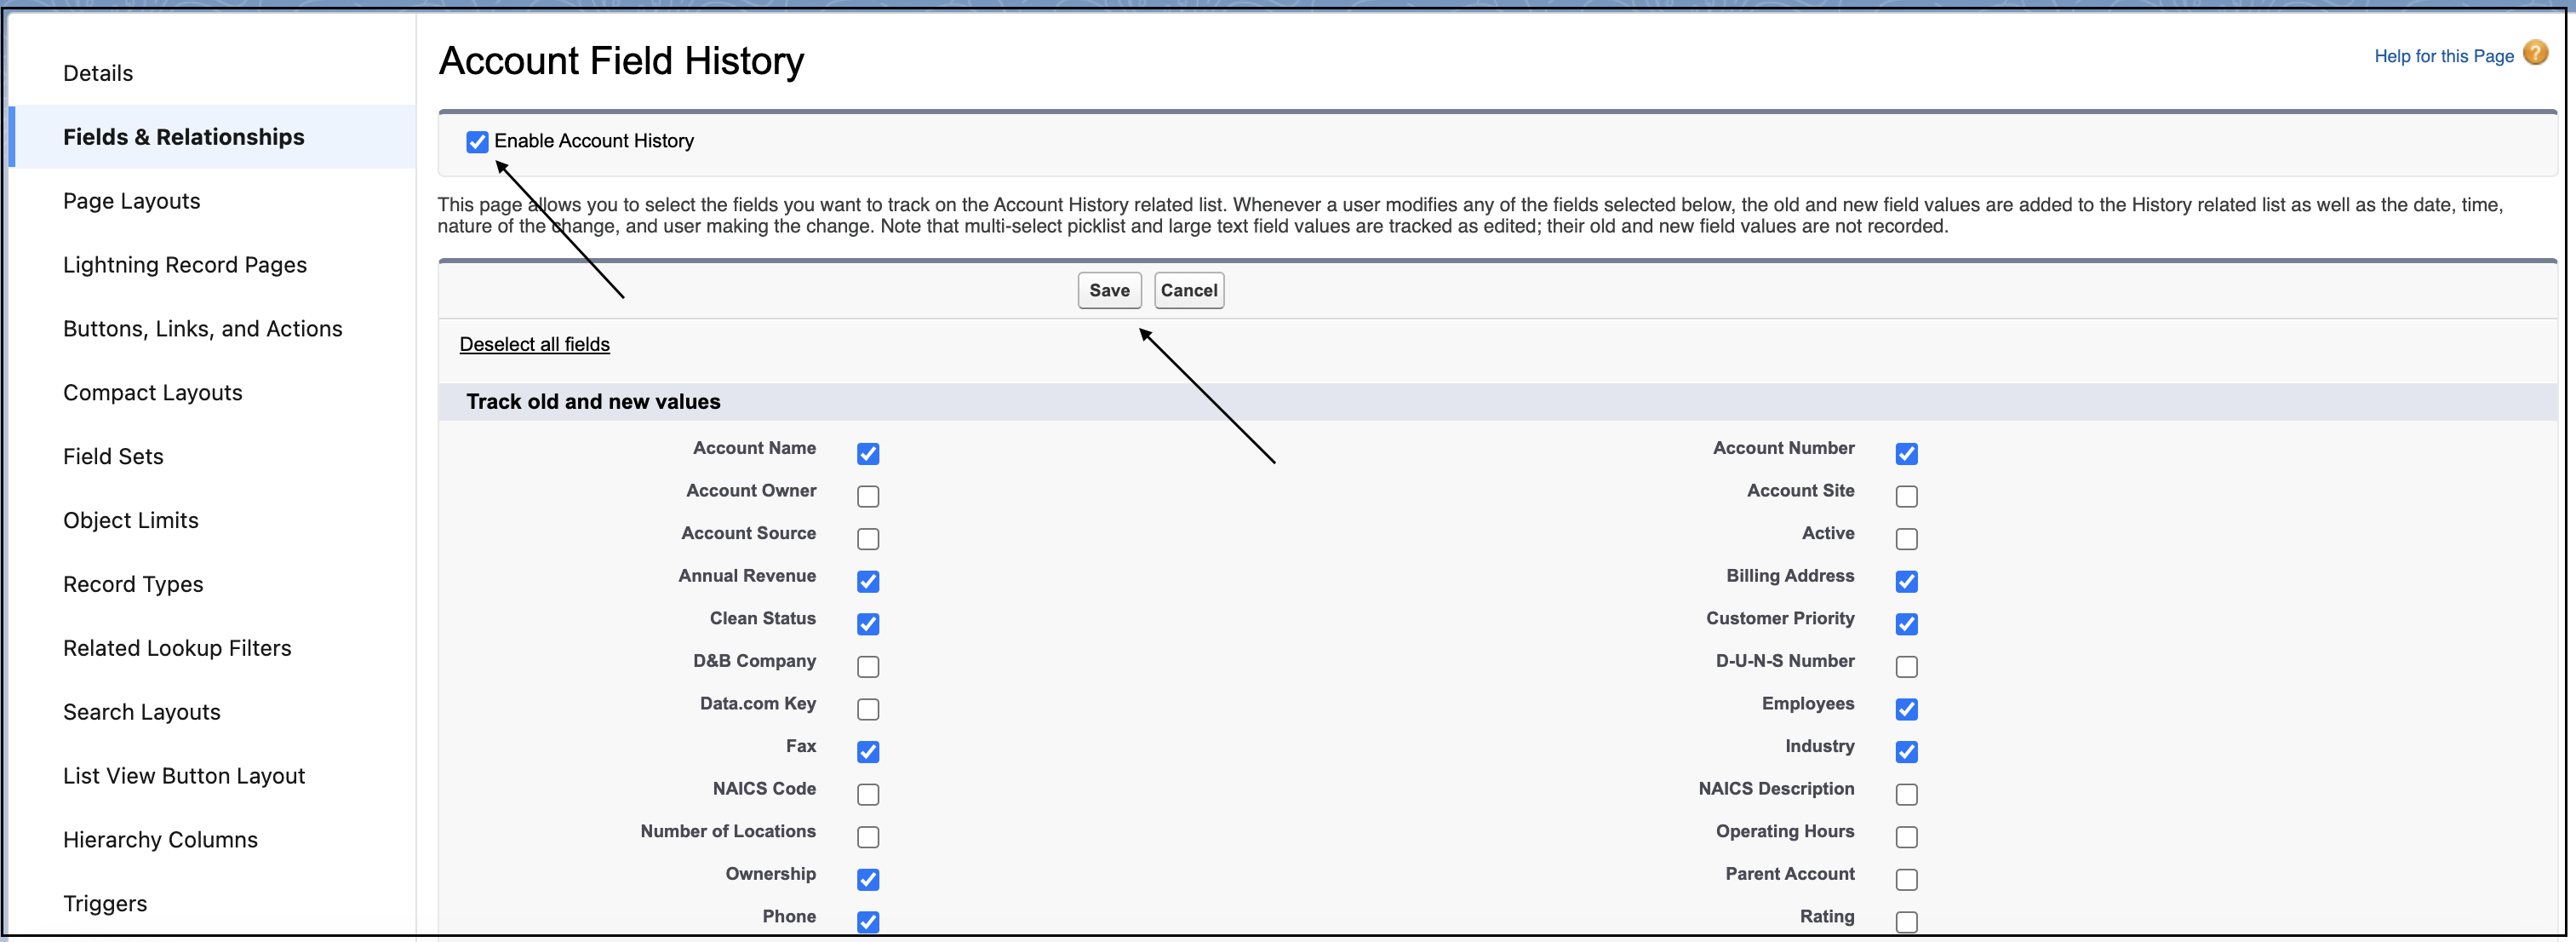 Details
Fields & Relationships
Page Layouts
Lightning Record Pages
Buttons, Links, and Actions
Compact Layouts
Field Sets
Object Limits
Record Types
Related Lookup Filters
Search Layouts
List View Button Layout
Hierarchy Columns
Triggers
Account Field History
Help for this Page ?
Enable Account History
This page allows you to select the fields you want to track on the Account History related list. Whenever a user modifies any of the fields selected below, the old and new field values are added to the History related list as well as the date, time,
nature of the change, and user making the change. Note that multi-select picklist and large text field values are tracked as edited; their old and new field values are not recorded.
Save Cancel
Deselect all fields
Track old and new values
Account Name Account Number
Account Owner Account Site
Account Source Active
Annual Revenue Billing Address
Clean Status Customer Priority
D&B Company D-U-N-S Number
Data.com Key Employees
Fax Industry
NAICS Code NAICS Description
Number of Locations Operating Hours
Ownership Parent Account
Phone Rating